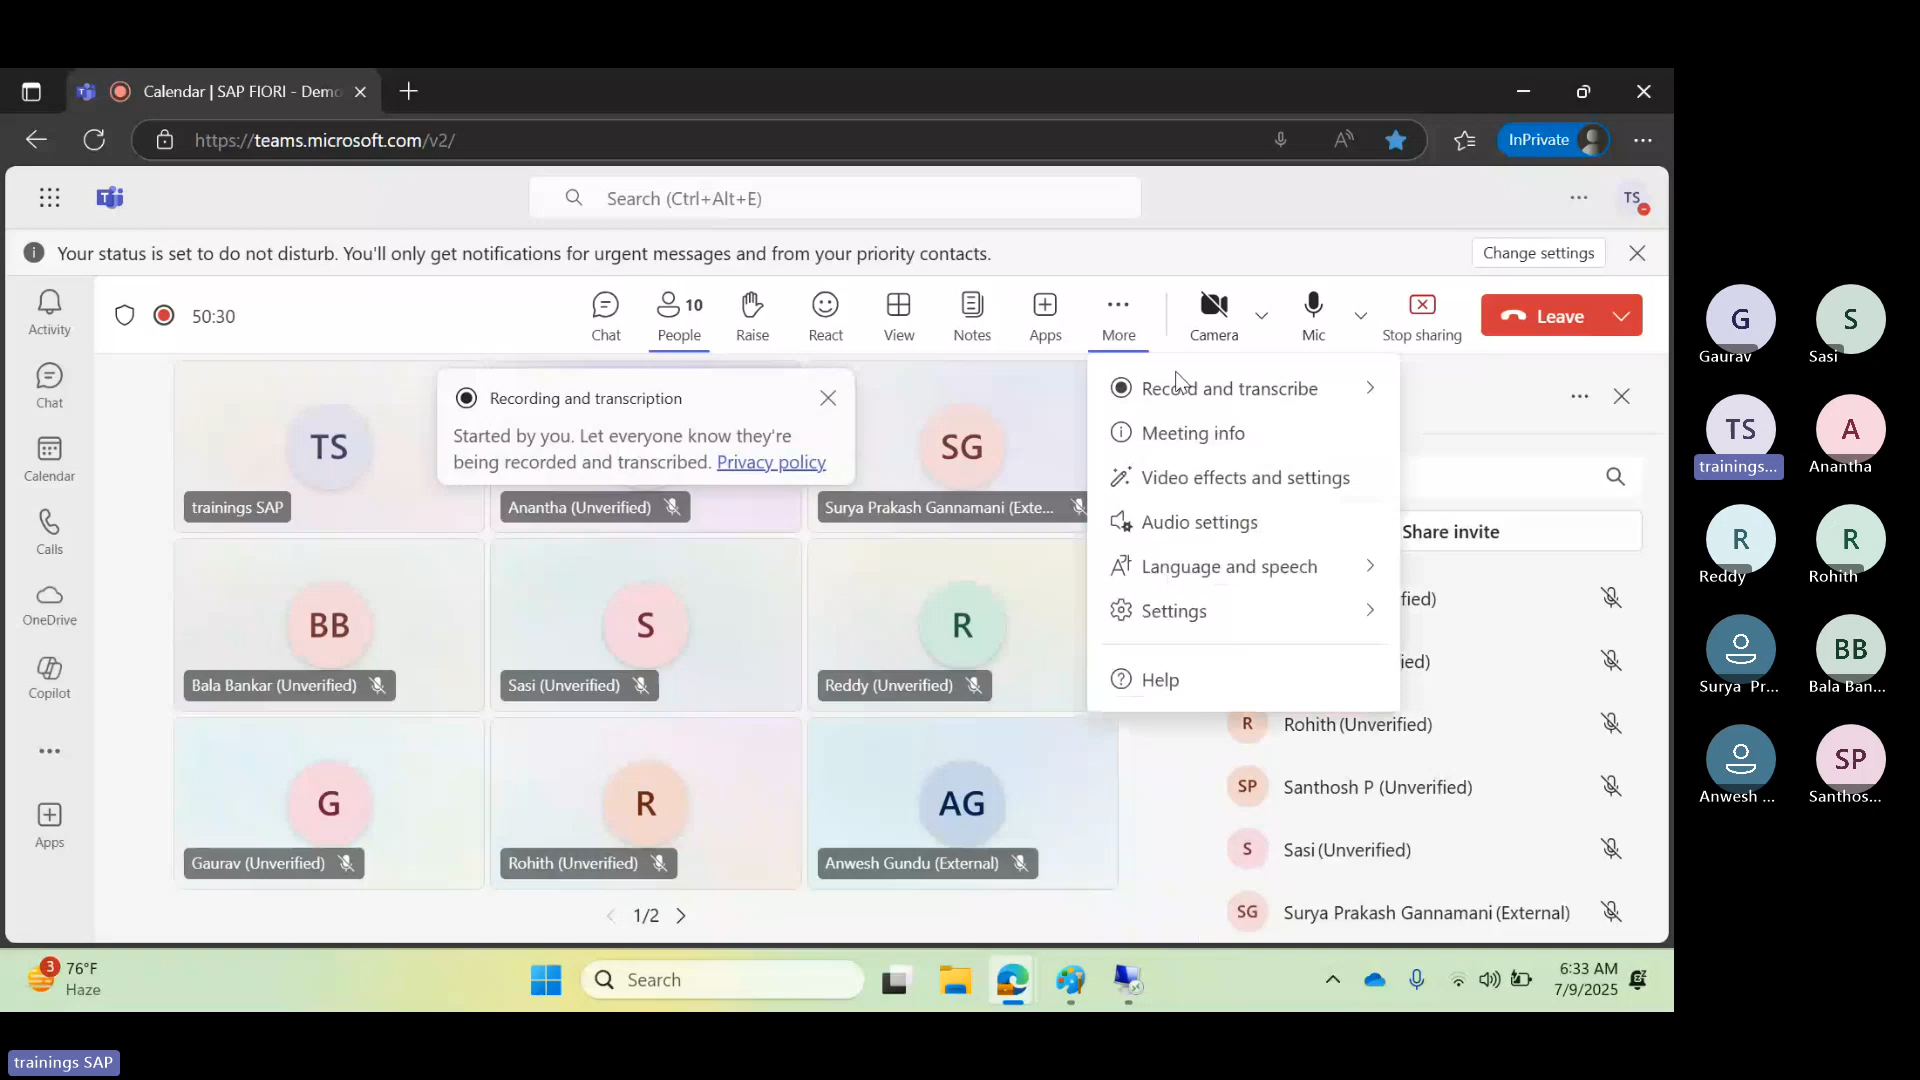 Calendar | SAP FIORI - Demo
https://teams.microsoft.com/v2/
InPrivate
Search (Ctrl+Alt+E)
TS
Your status is set to do not disturb. You'll only get notifications for urgent messages and from your priority contacts.
Change settings
50:30
Chat
10
People
Raise
React
View
Notes
Apps
More
Camera
Mic
Stop sharing
Leave
Activity
Chat
Calendar
Calls
OneDrive
Copilot
Apps
Recording and transcription
Started by you. Let everyone know they're
being recorded and transcribed. Privacy policy
TS
trainings SAP
Anantha (Unverified)
SG
Surya Prakash Gannamani (Exte...
BB
Bala Bankar (Unverified)
S
Sasi (Unverified)
R
Reddy (Unverified)
G
Gaurav (Unverified)
R
Rohith (Unverified)
AG
Anwesh Gundu (External)
1/2
Record and transcribe
Meeting info
Video effects and settings
Audio settings
Language and speech
Settings
Help
Share invite
fied)
ied)
R
Rohith (Unverified)
SP
Santhosh P (Unverified)
S
Sasi (Unverified)
SG
Surya Prakash Gannamani (External)
G
Gaurav
S
Sasi
TS
trainings...
A
Anantha
R
Reddy
R
Rohith
Surya Pr...
BB
Bala Ban...
Anwesh ...
SP
Santhos...
3
76°F
Haze
Search
6:33 AM
7/9/2025
trainings SAP